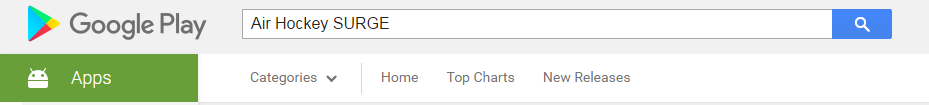 Google Play Air Hockey SURGE
Apps Categories Home Top Charts New Releases